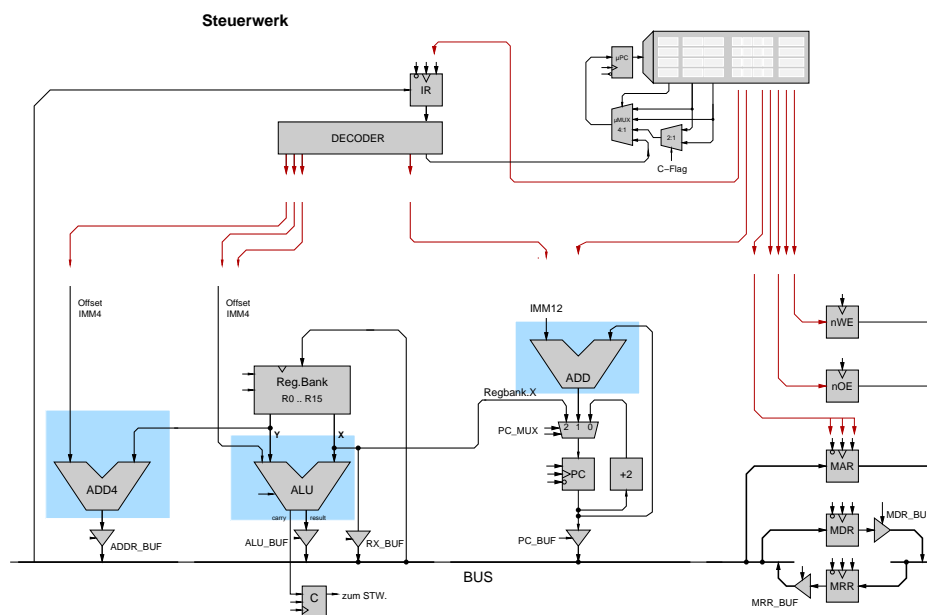 Steuerwerk
µPC
IR
µMUX
4:1
2:1
DECODER
C-Flag
Offset
IMM4
Offset
IMM4
IMM12
nWE
ADD
nOE
Reg.Bank
R0 .. R15
Regbank.X
PC_MUX
2 1 0
Y
X
ADD4
ALU
PC
+2
MAR
carry
result
MDR
MDR_BU
ADDR_BUF
ALU_BUF
RX_BUF
PC_BUF
BUS
MRR
MRR_BUF
C
zum STW.